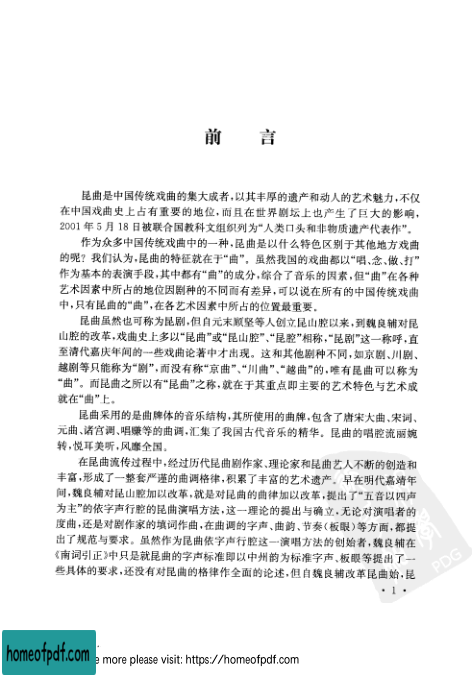 前 言
昆曲是中国传统戏曲的集大成者,以其丰厚的遗产和动人的艺术魅力,不仅
在中国戏曲史上占有重要的地位,而且在世界剧坛上也产生了巨大的影响,
2001年5月18日被联合国教科文组织列为“人类口头和非物质遗产代表作”。
作为众多中国传统戏曲中的一种,昆曲是以什么特色区别于其他地方戏曲
的呢?我们认为,昆曲的特征就在于“曲”。虽然我国的戏曲都以“唱、念、做、打”
作为基本的表演手段,其中都有“曲”的成分,综合了音乐的因素,但“曲”在各种
艺术因素中所占的地位因剧种的不同而有差异,可以说在所有的中国传统戏曲
中,只有昆曲的“曲”,在各艺术因素中所占的位置最重要。
昆曲虽然也可称为昆剧,但自元末顾坚等人创立昆山腔以来,到魏良辅对昆
山腔的改革,戏曲史上多以“昆曲”或“昆山腔”、“昆腔”相称,“昆剧”这一称呼,直
至清代嘉庆年间的一些戏曲论著中才出现。这和其他剧种不同,如京剧、川剧、
越剧等只能称为“剧”,而没有称“京曲”、“川曲”、“越曲”的,唯有昆曲可以称为
“曲”。而昆曲之所以有“昆曲”之称,就在于其重点即主要的艺术特色与艺术成
就在“曲”上。
昆曲采用的是曲牌体的音乐结构,其所使用的曲牌,包含了唐宋大曲、宋词、
元曲、诸宫调、唱赚等的曲调,汇集了我国古代音乐的精华。昆曲的唱腔流丽婉
转,悦耳美听,风靡全国。
在昆曲流传过程中,经过历代昆曲剧作家、理论家和昆曲艺人不断的创造和
丰富,形成了一整套严谨的曲调格律,积累了丰富的艺术遗产。早在明代嘉靖年
间,魏良辅对昆山腔加以改革,就是对昆曲的曲律加以改革,提出了“五音以四声
为主”的依字声行腔的昆曲演唱方法,这一理论的提出与确立,无论对演唱者的
度曲,还是对剧作家的填词作曲,在曲调的字声、曲韵、节奏(板眼)等方面,都提
出了规范与要求。虽然作为昆曲依字声行腔这一演唱方法的创始者,魏良辅在
《南词引正》中只是就昆曲的字声标准即以中州韵为标准字声、板眼等提出了一
些具体的要求,还没有对昆曲的格律作全面的论述,但自魏良辅改革昆曲始,昆
• 1 •
PDG
homeofpdf.com
e more please visit: https://homeofpdf.com